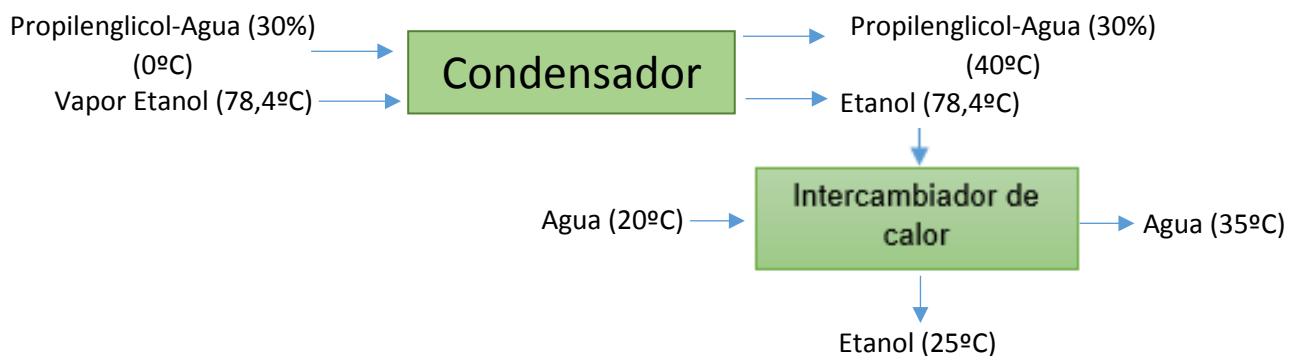 Propilenglicol-Agua (30%)
(0ºC)
Vapor Etanol (78,4ºC)
Condensador
Propilenglicol-Agua (30%)
(40ºC)
Etanol (78,4ºC)
Agua (20ºC)
Intercambiador de
calor
Agua (35ºC)
Etanol (25ºC)